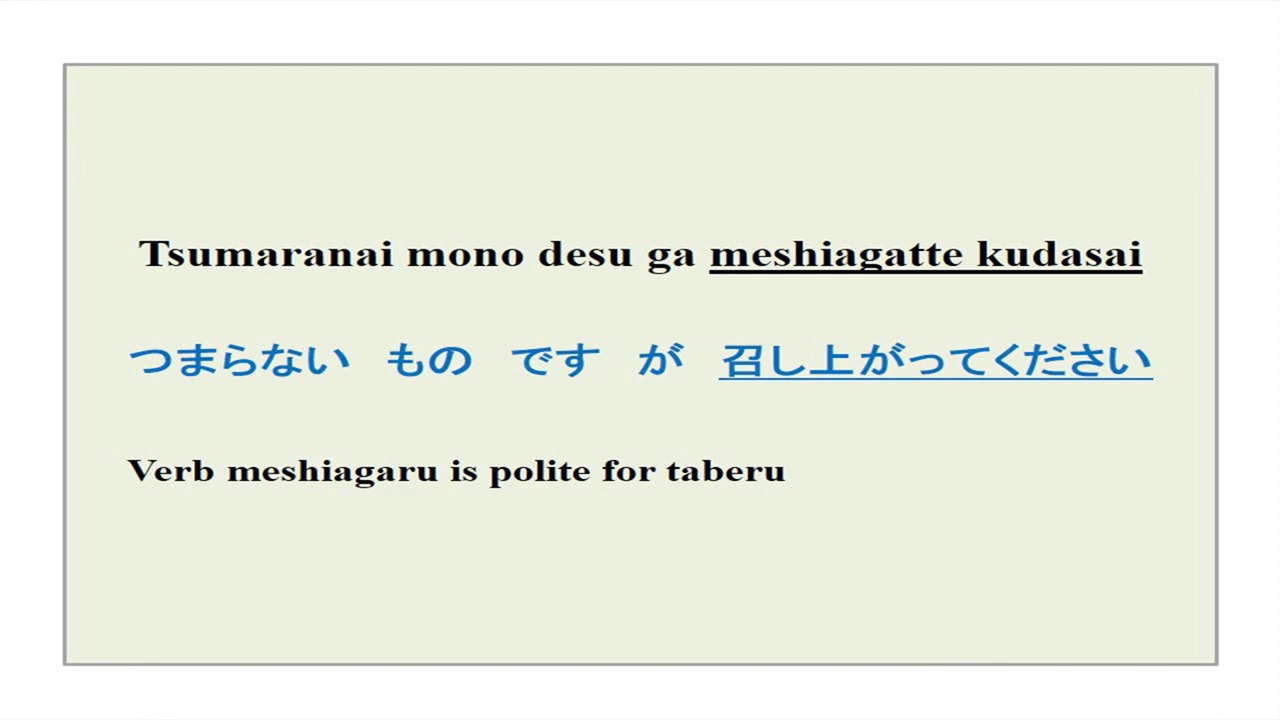 Tsumaranai mono desu ga meshiagatte kudasai
つまらない　もの　です　が　召し上がってください
Verb meshiagaru is polite for taberu